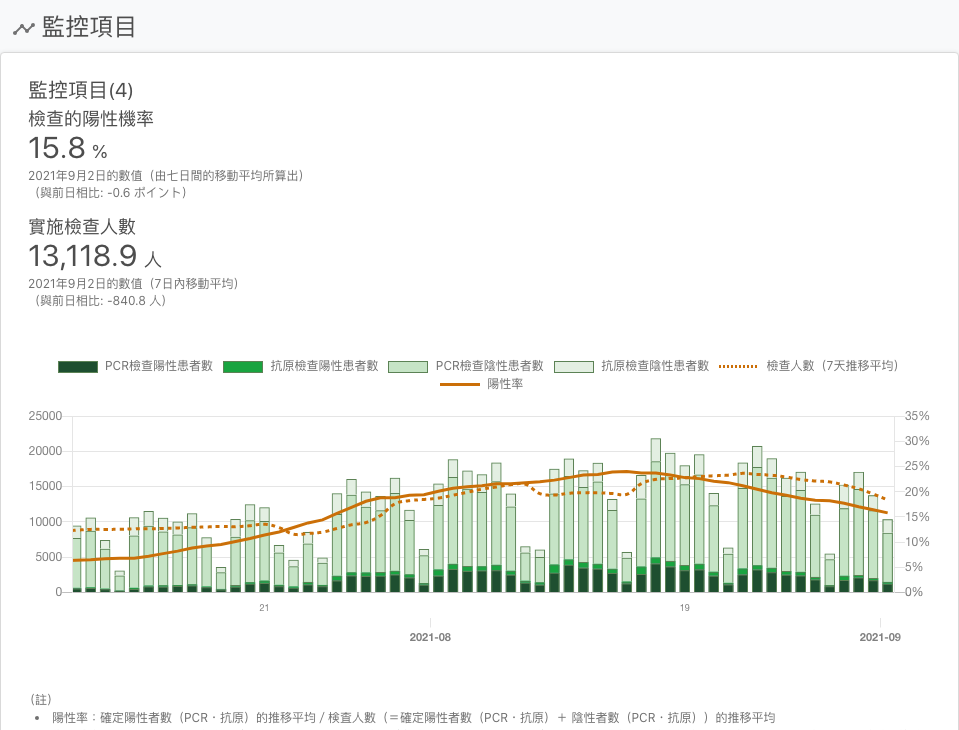 監控項目
監控項目(4)
檢查的陽性機率
15.8 %
2021年9月2日的數值（由七日間的移動平均所算出）
（與前日相比: -0.6 ポイント）
實施檢查人數
13,118.9 人
2021年9月2日的數值（7日內移動平均）
（與前日相比: -840.8 人）
PCR檢查陽性患者數 抗原檢查陽性患者數 PCR檢查陰性患者數 抗原檢查陰性患者數 檢查人數（7天推移平均）
陽性率
25000 35%
30%
20000
25%
15000
20%
10000
15%
10%
5000
5%
0 0%
21 19
2021-08 2021-09
（註）
• 陽性率：確定陽性者數（PCR・抗原）的推移平均 / 検査人數（＝確定陽性者數（PCR・抗原）＋ 陰性者數（PCR・抗原））的推移平均